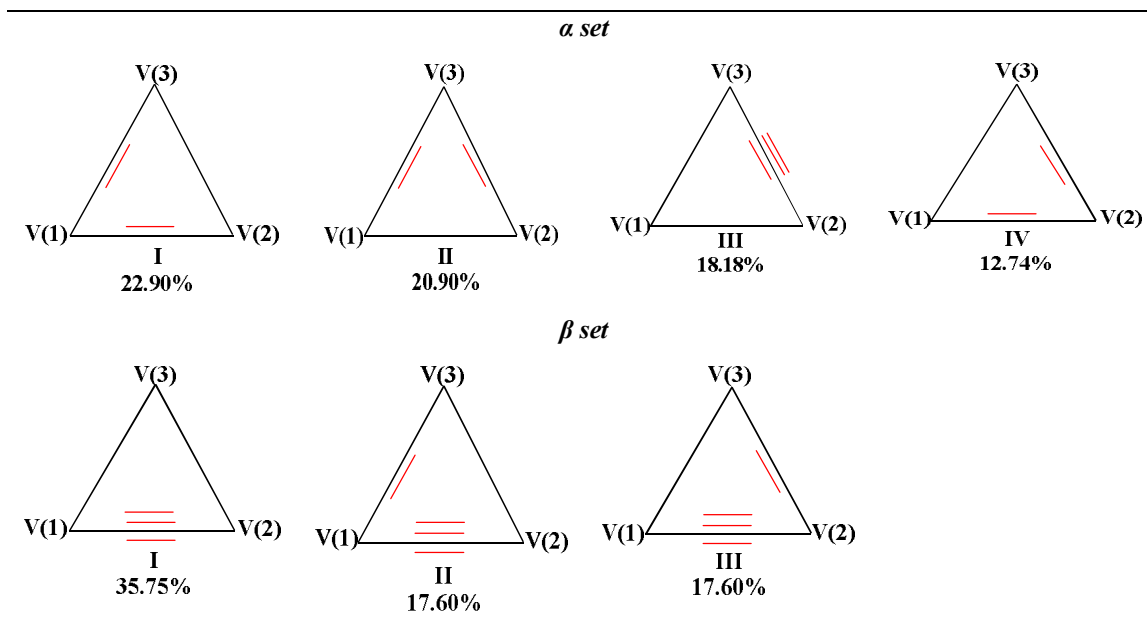 α set
V(3) V(3) V(3) V(3)
V(1) V(2) V(1) V(2) V(1) V(2) V(1) V(2)
I II III IV
22.90% 20.90% 18.18% 12.74%
β set
V(3) V(3) V(3)
V(1) V(2) V(1) V(2) V(1) V(2)
I II III
35.75% 17.60% 17.60%